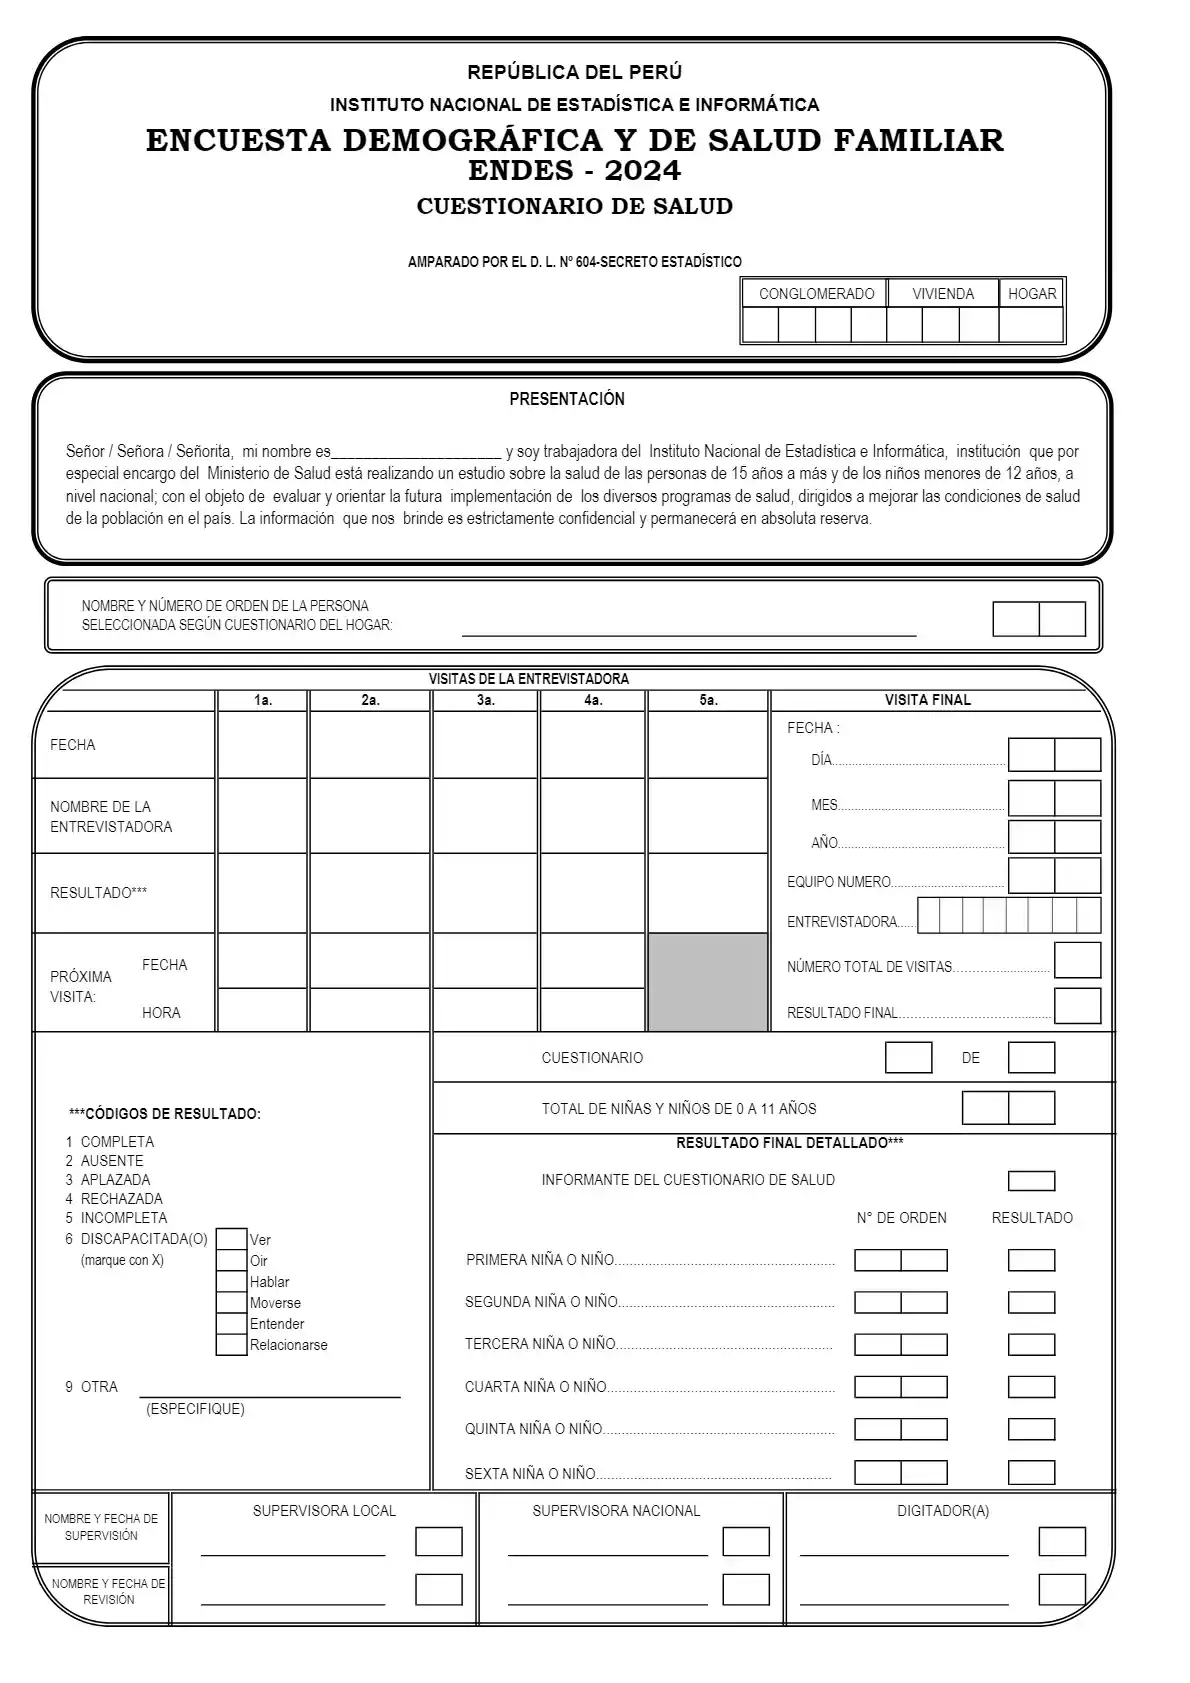 REPÚBLICA DEL PERÚ
INSTITUTO NACIONAL DE ESTADÍSTICA E INFORMÁTICA
ENCUESTA DEMOGRÁFICA Y DE SALUD FAMILIAR
ENDES - 2024
CUESTIONARIO DE SALUD
AMPARADO POR EL D. L. Nº 604-SECRETO ESTADÍSTICO
CONGLOMERADO VIVIENDA HOGAR
PRESENTACIÓN
Señor / Señora / Señorita, mi nombre es____________________ y soy trabajadora del Instituto Nacional de Estadística e Informática, institución que por
especial encargo del Ministerio de Salud está realizando un estudio sobre la salud de las personas de 15 años a más y de los niños menores de 12 años, a
nivel nacional; con el objeto de evaluar y orientar la futura implementación de los diversos programas de salud, dirigidos a mejorar las condiciones de salud
de la población en el país. La información que nos brinde es estrictamente confidencial y permanecerá en absoluta reserva.
NOMBRE Y NÚMERO DE ORDEN DE LA PERSONA
SELECCIONADA SEGÚN CUESTIONARIO DEL HOGAR:
VISITAS DE LA ENTREVISTADORA
1a. 2a. 3a. 4a. 5a. VISITA FINAL
FECHA
NOMBRE DE LA
ENTREVISTADORA
RESULTADO***
PRÓXIMA
VISITA:
FECHA
HORA
FECHA :
DÍA....................................................
MES..................................................
AÑO..................................................
EQUIPO NUMERO..................................
ENTREVISTADORA......
NÚMERO TOTAL DE VISITAS.............................
RESULTADO FINAL..............................................
CUESTIONARIO DE
TOTAL DE NIÑAS Y NIÑOS DE 0 A 11 AÑOS
***CÓDIGOS DE RESULTADO:
1 COMPLETA
2 AUSENTE
3 APLAZADA
4 RECHAZADA
5 INCOMPLETA
6 DISCAPACITADA(O)
(marque con X)
Ver
Oir
Hablar
Moverse
Entender
Relacionarse
9 OTRA
(ESPECIFIQUE)
RESULTADO FINAL DETALLADO***
INFORMANTE DEL CUESTIONARIO DE SALUD
N° DE ORDEN RESULTADO
PRIMERA NIÑA O NIÑO.........................................................
SEGUNDA NIÑA O NIÑO........................................................
TERCERA NIÑA O NIÑO........................................................
CUARTA NIÑA O NIÑO...........................................................
QUINTA NIÑA O NIÑO............................................................
SEXTA NIÑA O NIÑO.............................................................
NOMBRE Y FECHA DE
SUPERVISIÓN
SUPERVISORA LOCAL SUPERVISORA NACIONAL DIGITADOR(A)
NOMBRE Y FECHA DE
REVISIÓN